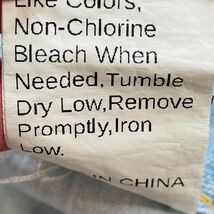 Like Colors,
Non-Chlorine
Bleach When
Needed,Tumble
Dry Low,Remove
Promptly,Iron
Low.
IN CHINA